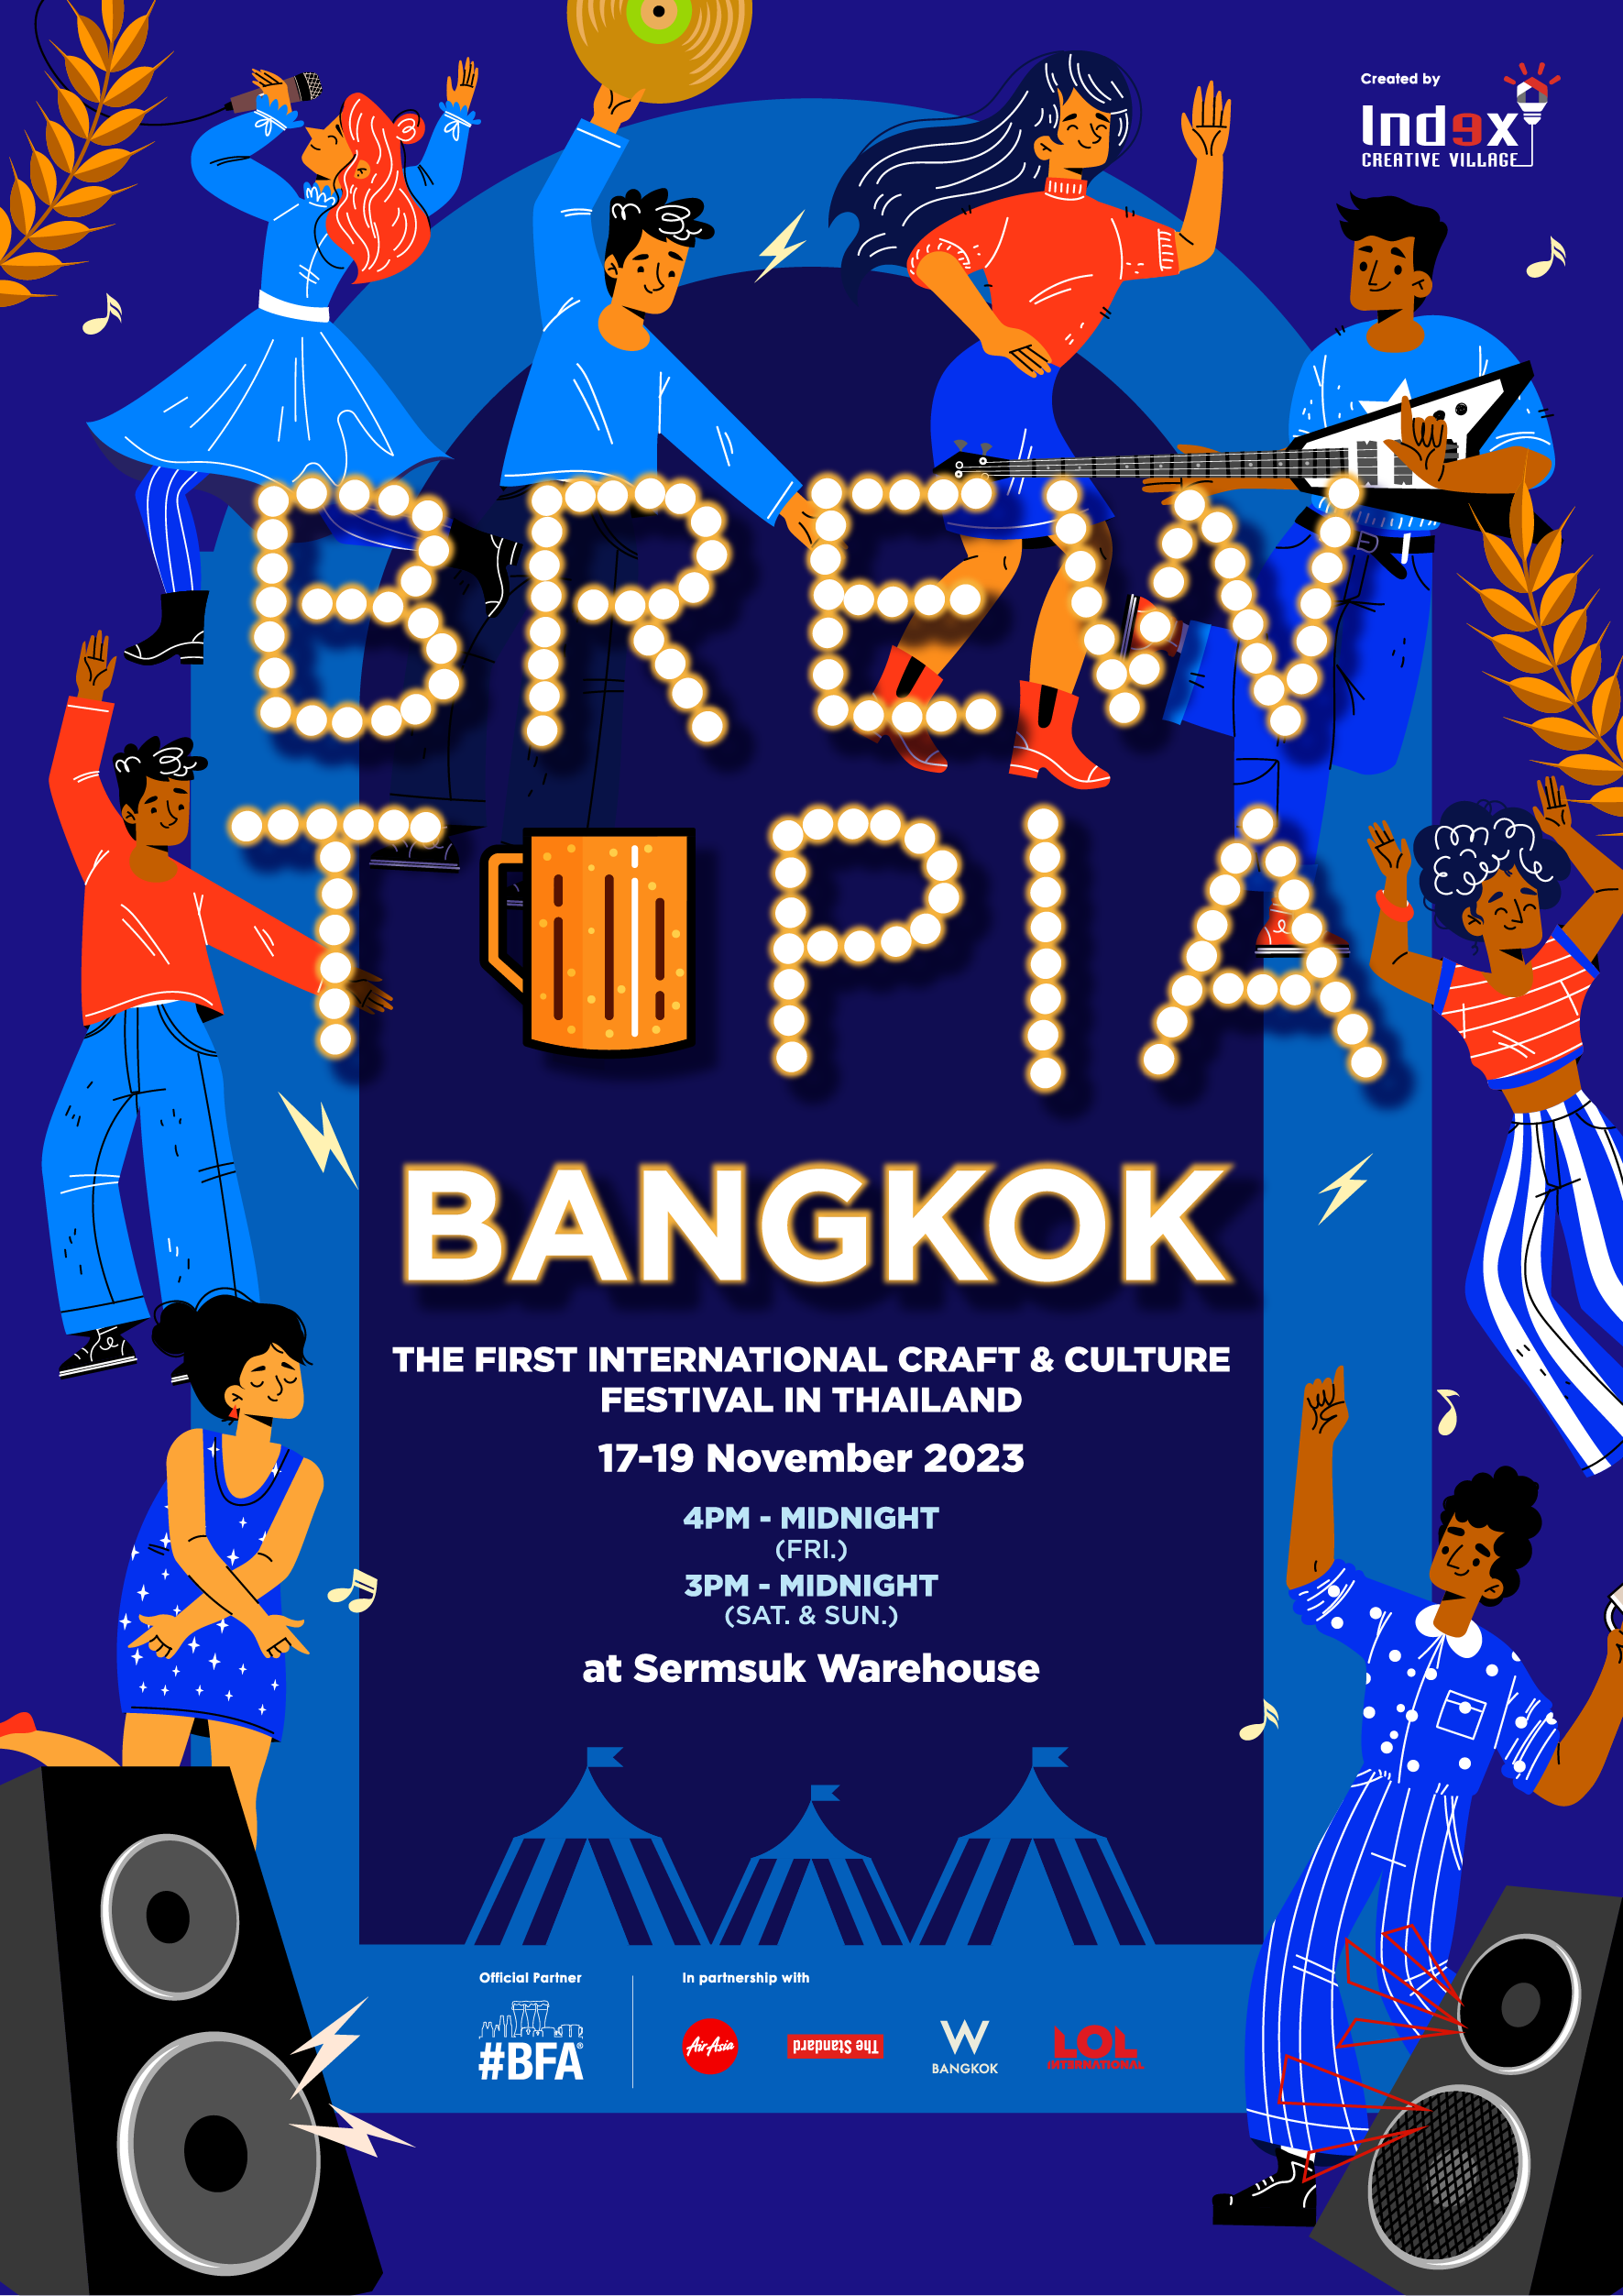 Created by
Index
CREATIVE VILLAGE
BREW
T PIA
BANGKOK
THE FIRST INTERNATIONAL CRAFT & CULTURE
FESTIVAL IN THAILAND
17-19 November 2023
4PM - MIDNIGHT
(FRI.)
3PM - MIDNIGHT
(SAT. & SUN.)
at Sermsuk Warehouse
Official Partner
In partnership with
#BFA®
AirAsia
The Standard
W
BANGKOK
LOL
INTERNATIONAL